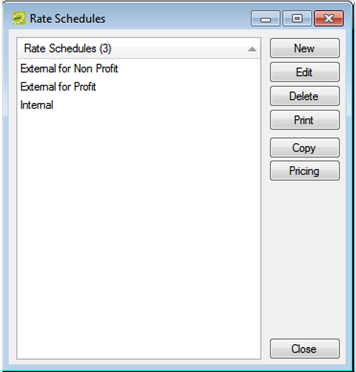 Rate Schedules
Rate Schedules (3)
External for Non Profit
External for Profit
Internal
New
Edit
Delete
Print
Copy
Pricing
Close